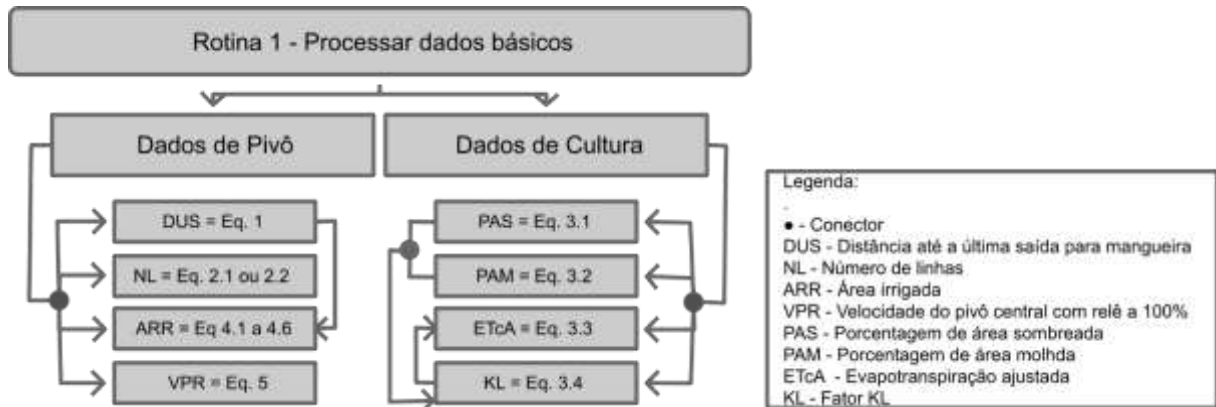 Rotina 1 - Processar dados básicos
Dados de Pivô
Dados de Cultura
DUS = Eq. 1
NL = Eq. 2.1 ou 2.2
ARR = Eq 4.1 a 4.6
VPR = Eq. 5
PAS = Eq. 3.1
PAM = Eq. 3.2
ETcA = Eq. 3.3
KL = Eq. 3.4
Legenda:
.
● - Conector
DUS - Distância até a última saída para mangueira
NL - Número de linhas
ARR - Área irrigada
VPR - Velocidade do pivô central com relê a 100%
PAS - Porcentagem de área sombreada
PAM - Porcentagem de área molhda
ETcA - Evapotranspiração ajustada
KL - Fator KL